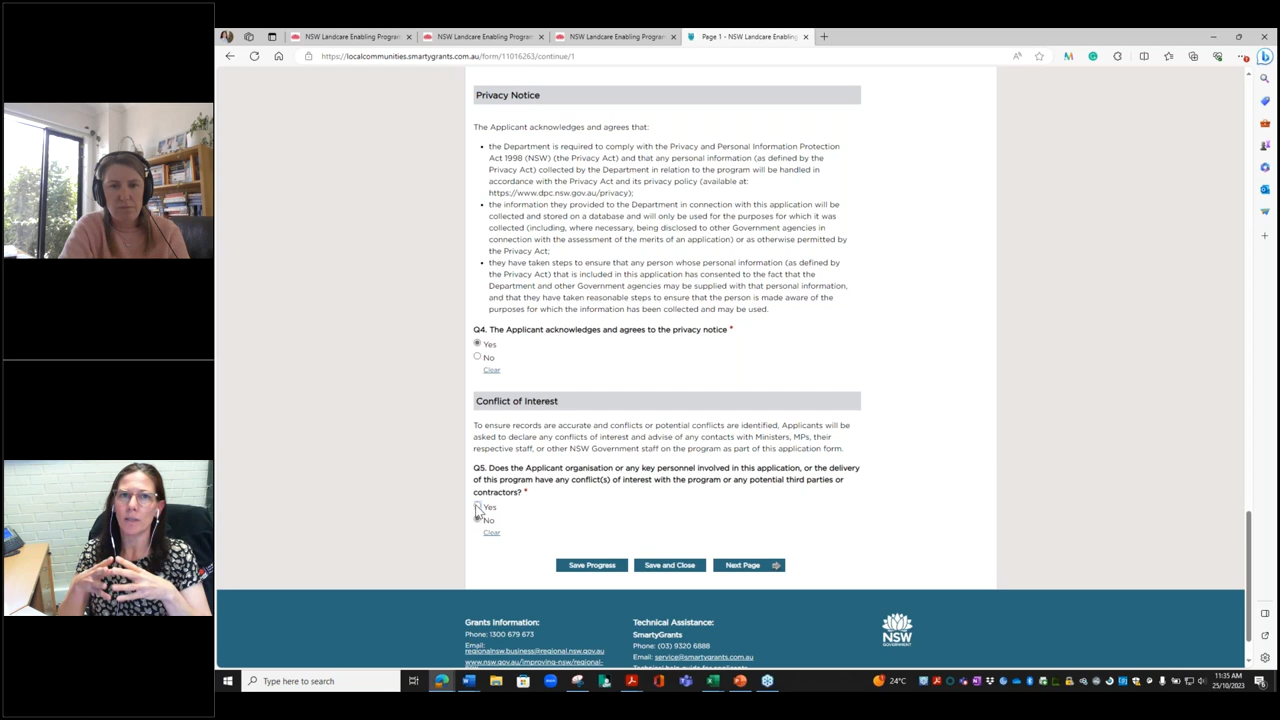 NSW Landcare Enabling Program
NSW Landcare Enabling Program
NSW Landcare Enabling Program
Page 1 - NSW Landcare Enabling
https://localcommunities.smartygrants.com.au/form/11016263/continue/1
Privacy Notice
The Applicant acknowledges and agrees that:
the Department is required to comply with the Privacy and Personal Information Protection
Act 1998 (NSW) (the Privacy Act) and that any personal information (as defined by the
Privacy Act) collected by the Department in relation to the program will be handled in
accordance with the Privacy Act and its privacy policy (available at:
https://www.dpc.nsw.gov.au/privacy);
the information they provided to the Department in connection with this application will be
collected and stored on a database and will only be used for the purposes for which it was
collected (including, where necessary, being disclosed to other Government agencies in
connection with the assessment of the merits of an application) or as otherwise permitted by
the Privacy Act;
they have taken steps to ensure that any person whose personal information (as defined by
the Privacy Act) that is included in this application has consented to the fact that the
Department and other Government agencies may be supplied with that personal information,
and that they have taken reasonable steps to ensure that the person is made aware of the
purposes for which the information has been collected and may be used.
Q4. The Applicant acknowledges and agrees to the privacy notice *
Yes
No
Clear
Conflict of Interest
To ensure records are accurate and conflicts or potential conflicts are identified, Applicants will be
asked to declare any conflicts of interest and advise of any contacts with Ministers, MPs, their
respective staff, or other NSW Government staff on the program as part of this application form.
Q5. Does the Applicant organisation or any key personnel involved in this application, or the delivery
of this program have any conflict(s) of interest with the program or any potential third parties or
contractors? *
Yes
No
Clear
Save Progress Save and Close Next Page
Grants Information:
Phone: 1300 679 673
Email:
regionalnsw.business@regional.nsw.gov.au
www.nsw.gov.au/improving-nsw/regional-
Technical Assistance:
SmartyGrants
Phone: (03) 9320 6888
Email: service@smartygrants.com.au
NSW
GOVERNMENT
Type here to search
24°C
11:35 AM
25/10/2023